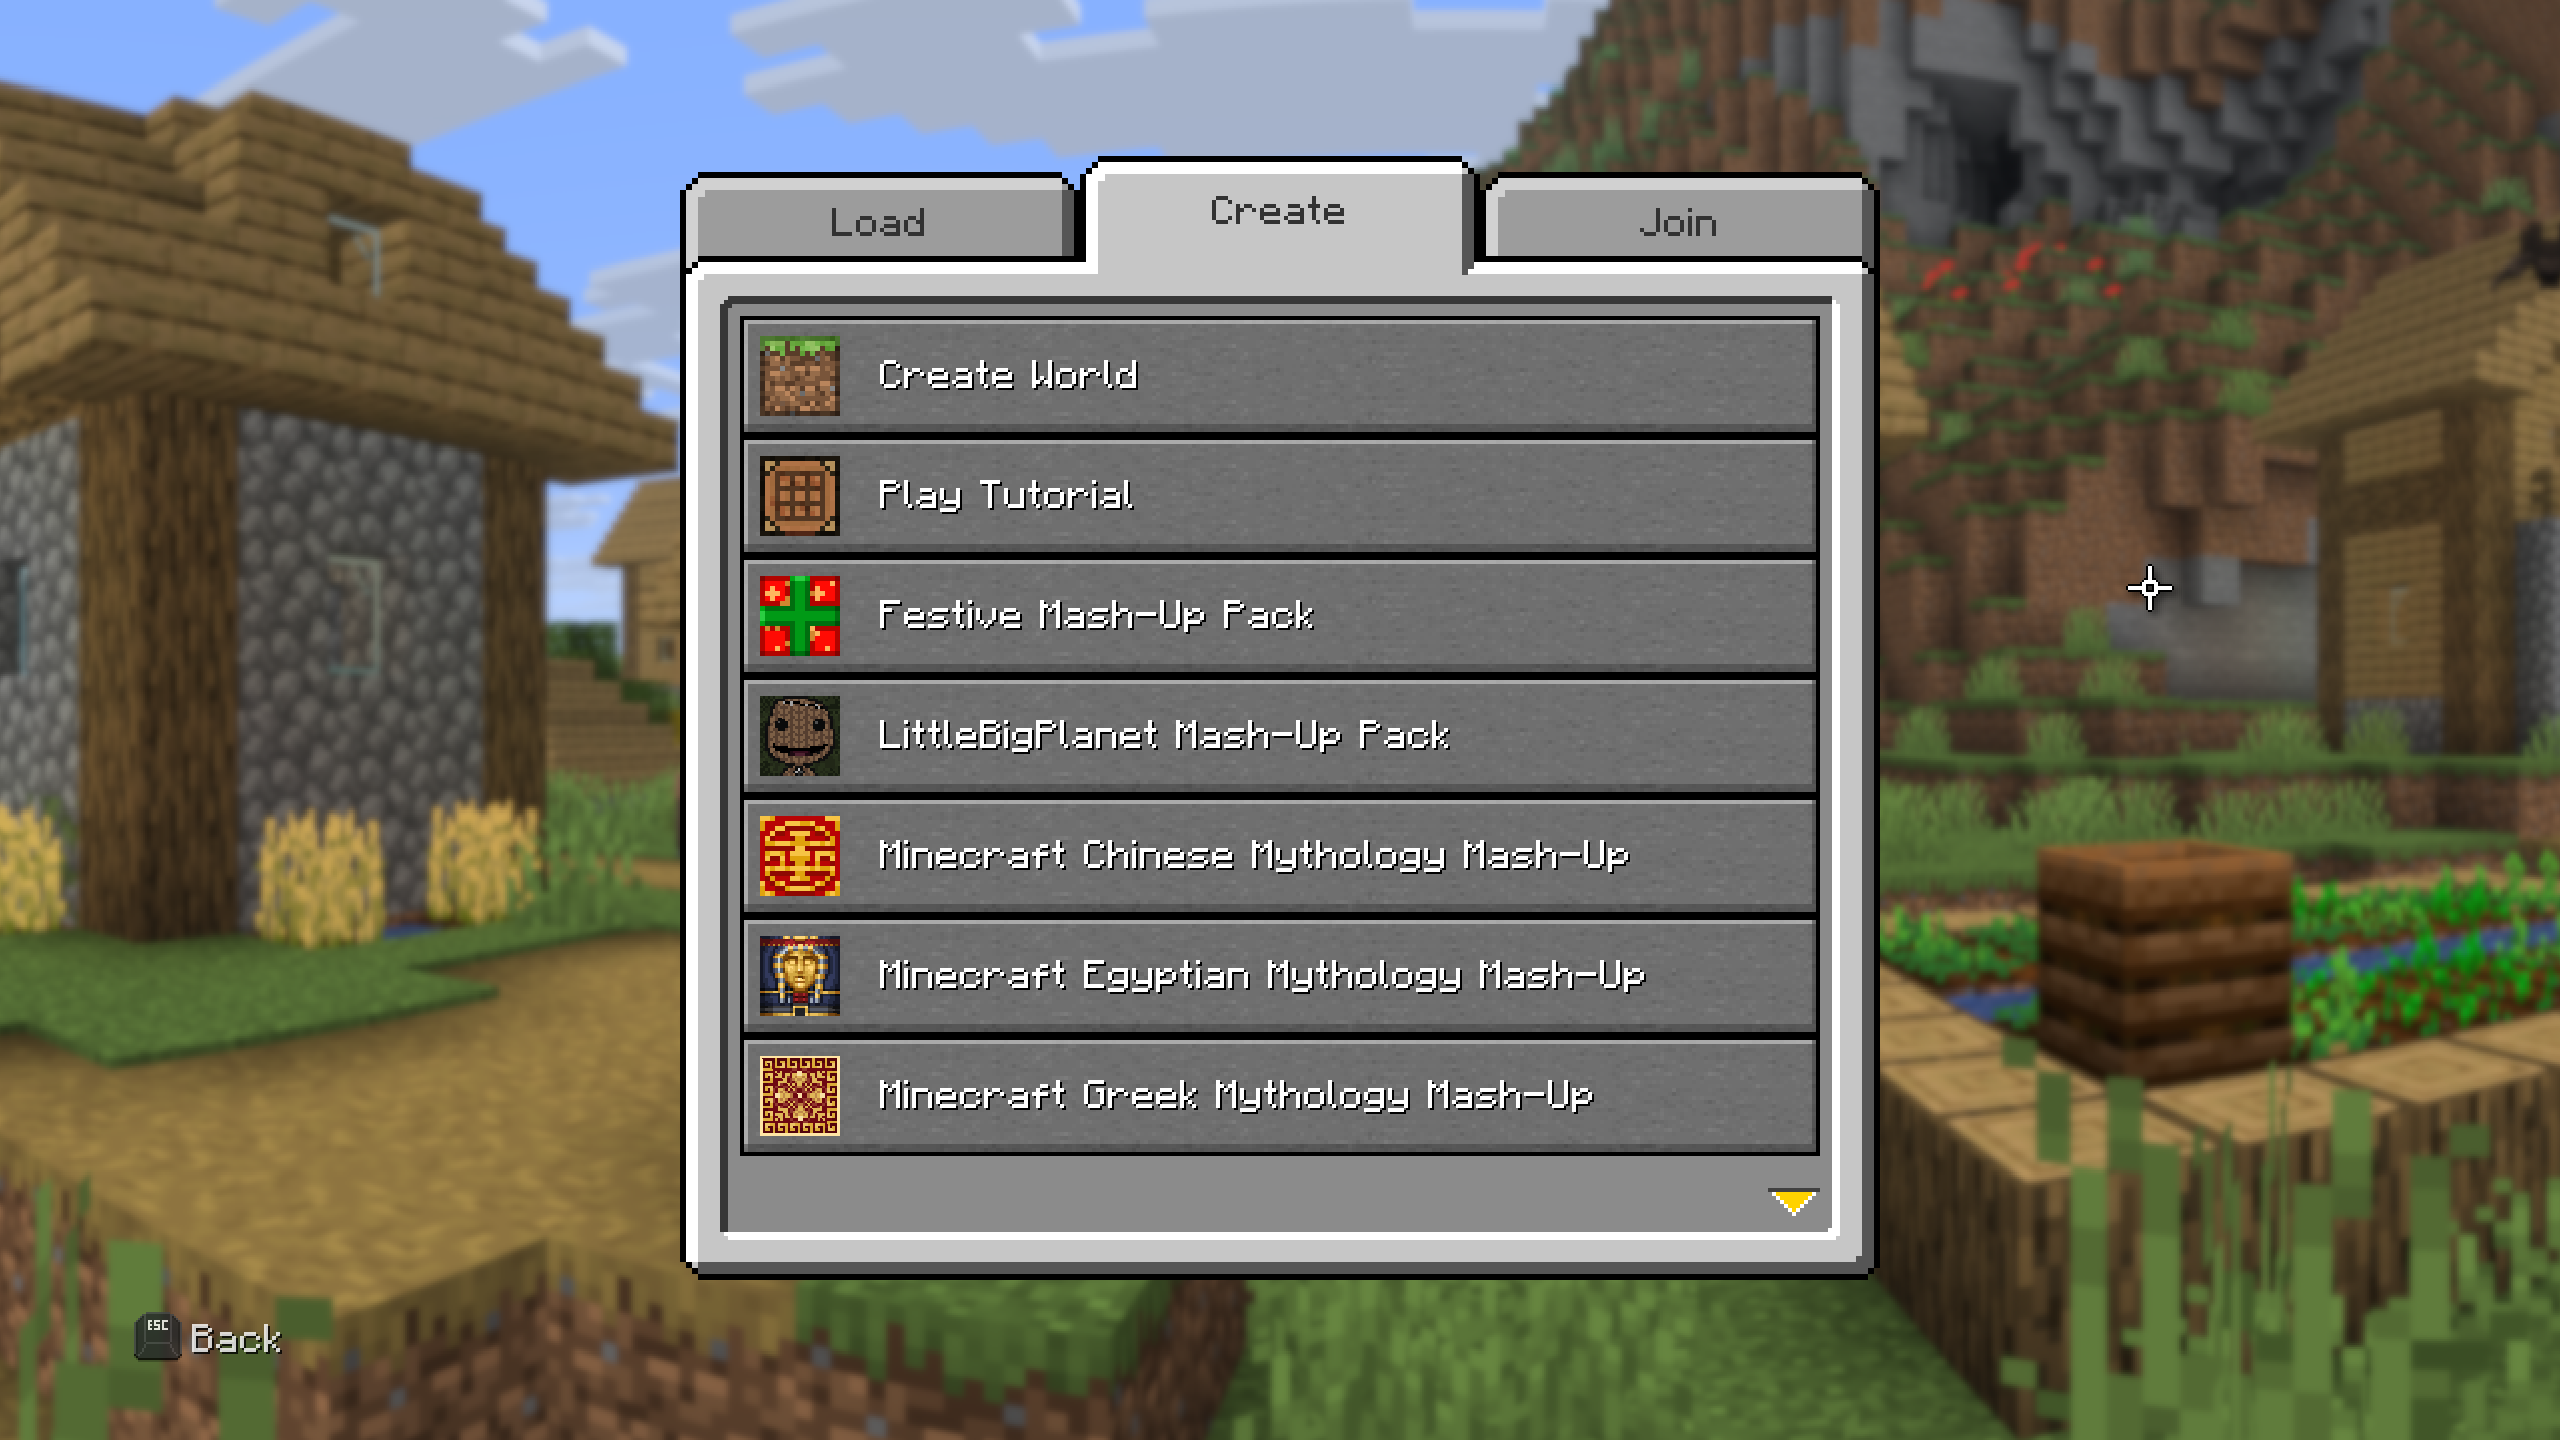 Load
Create
Join
Create World
Play Tutorial
Festive Mash-Up Pack
LittleBigPlanet Mash-Up Pack
Minecraft Chinese Mythology Mash-Up
Minecraft Egyptian Mythology Mash-Up
Minecraft Greek Mythology Mash-Up
ESC Back